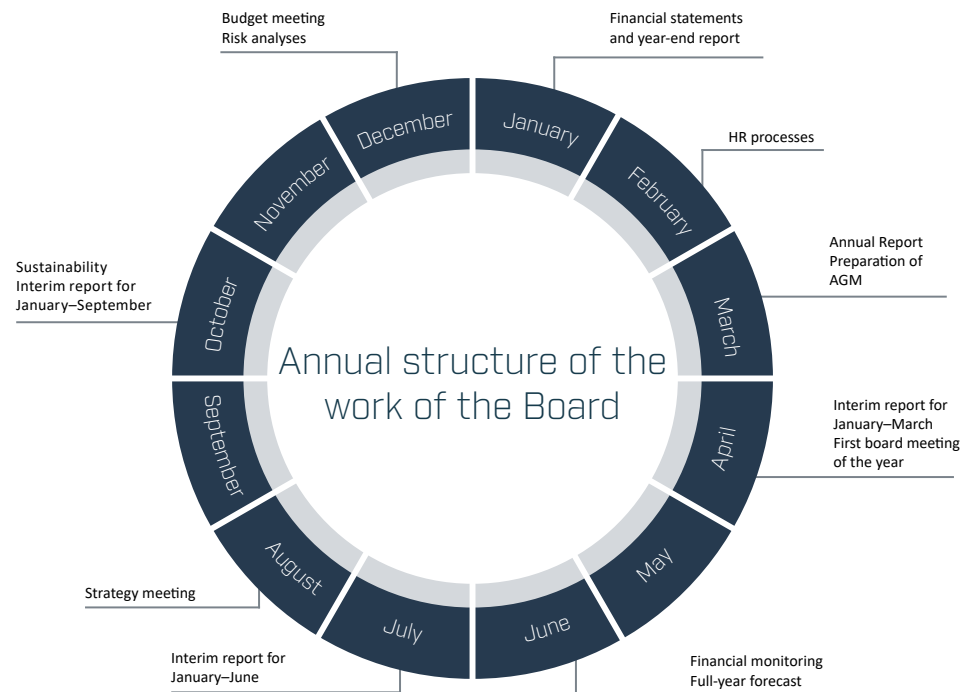 Budget meeting
Risk analyses
Financial statements
and year-end report
December
January
HR processes
November
February
Annual Report
Preparation of
AGM
Sustainability
Interim report for
January–September
October
March
Annual structure of the
work of the Board
Interim report for
January–March
First board meeting
of the year
September
April
August
May
Strategy meeting
July
June
Interim report for
January–June
Financial monitoring
Full-year forecast